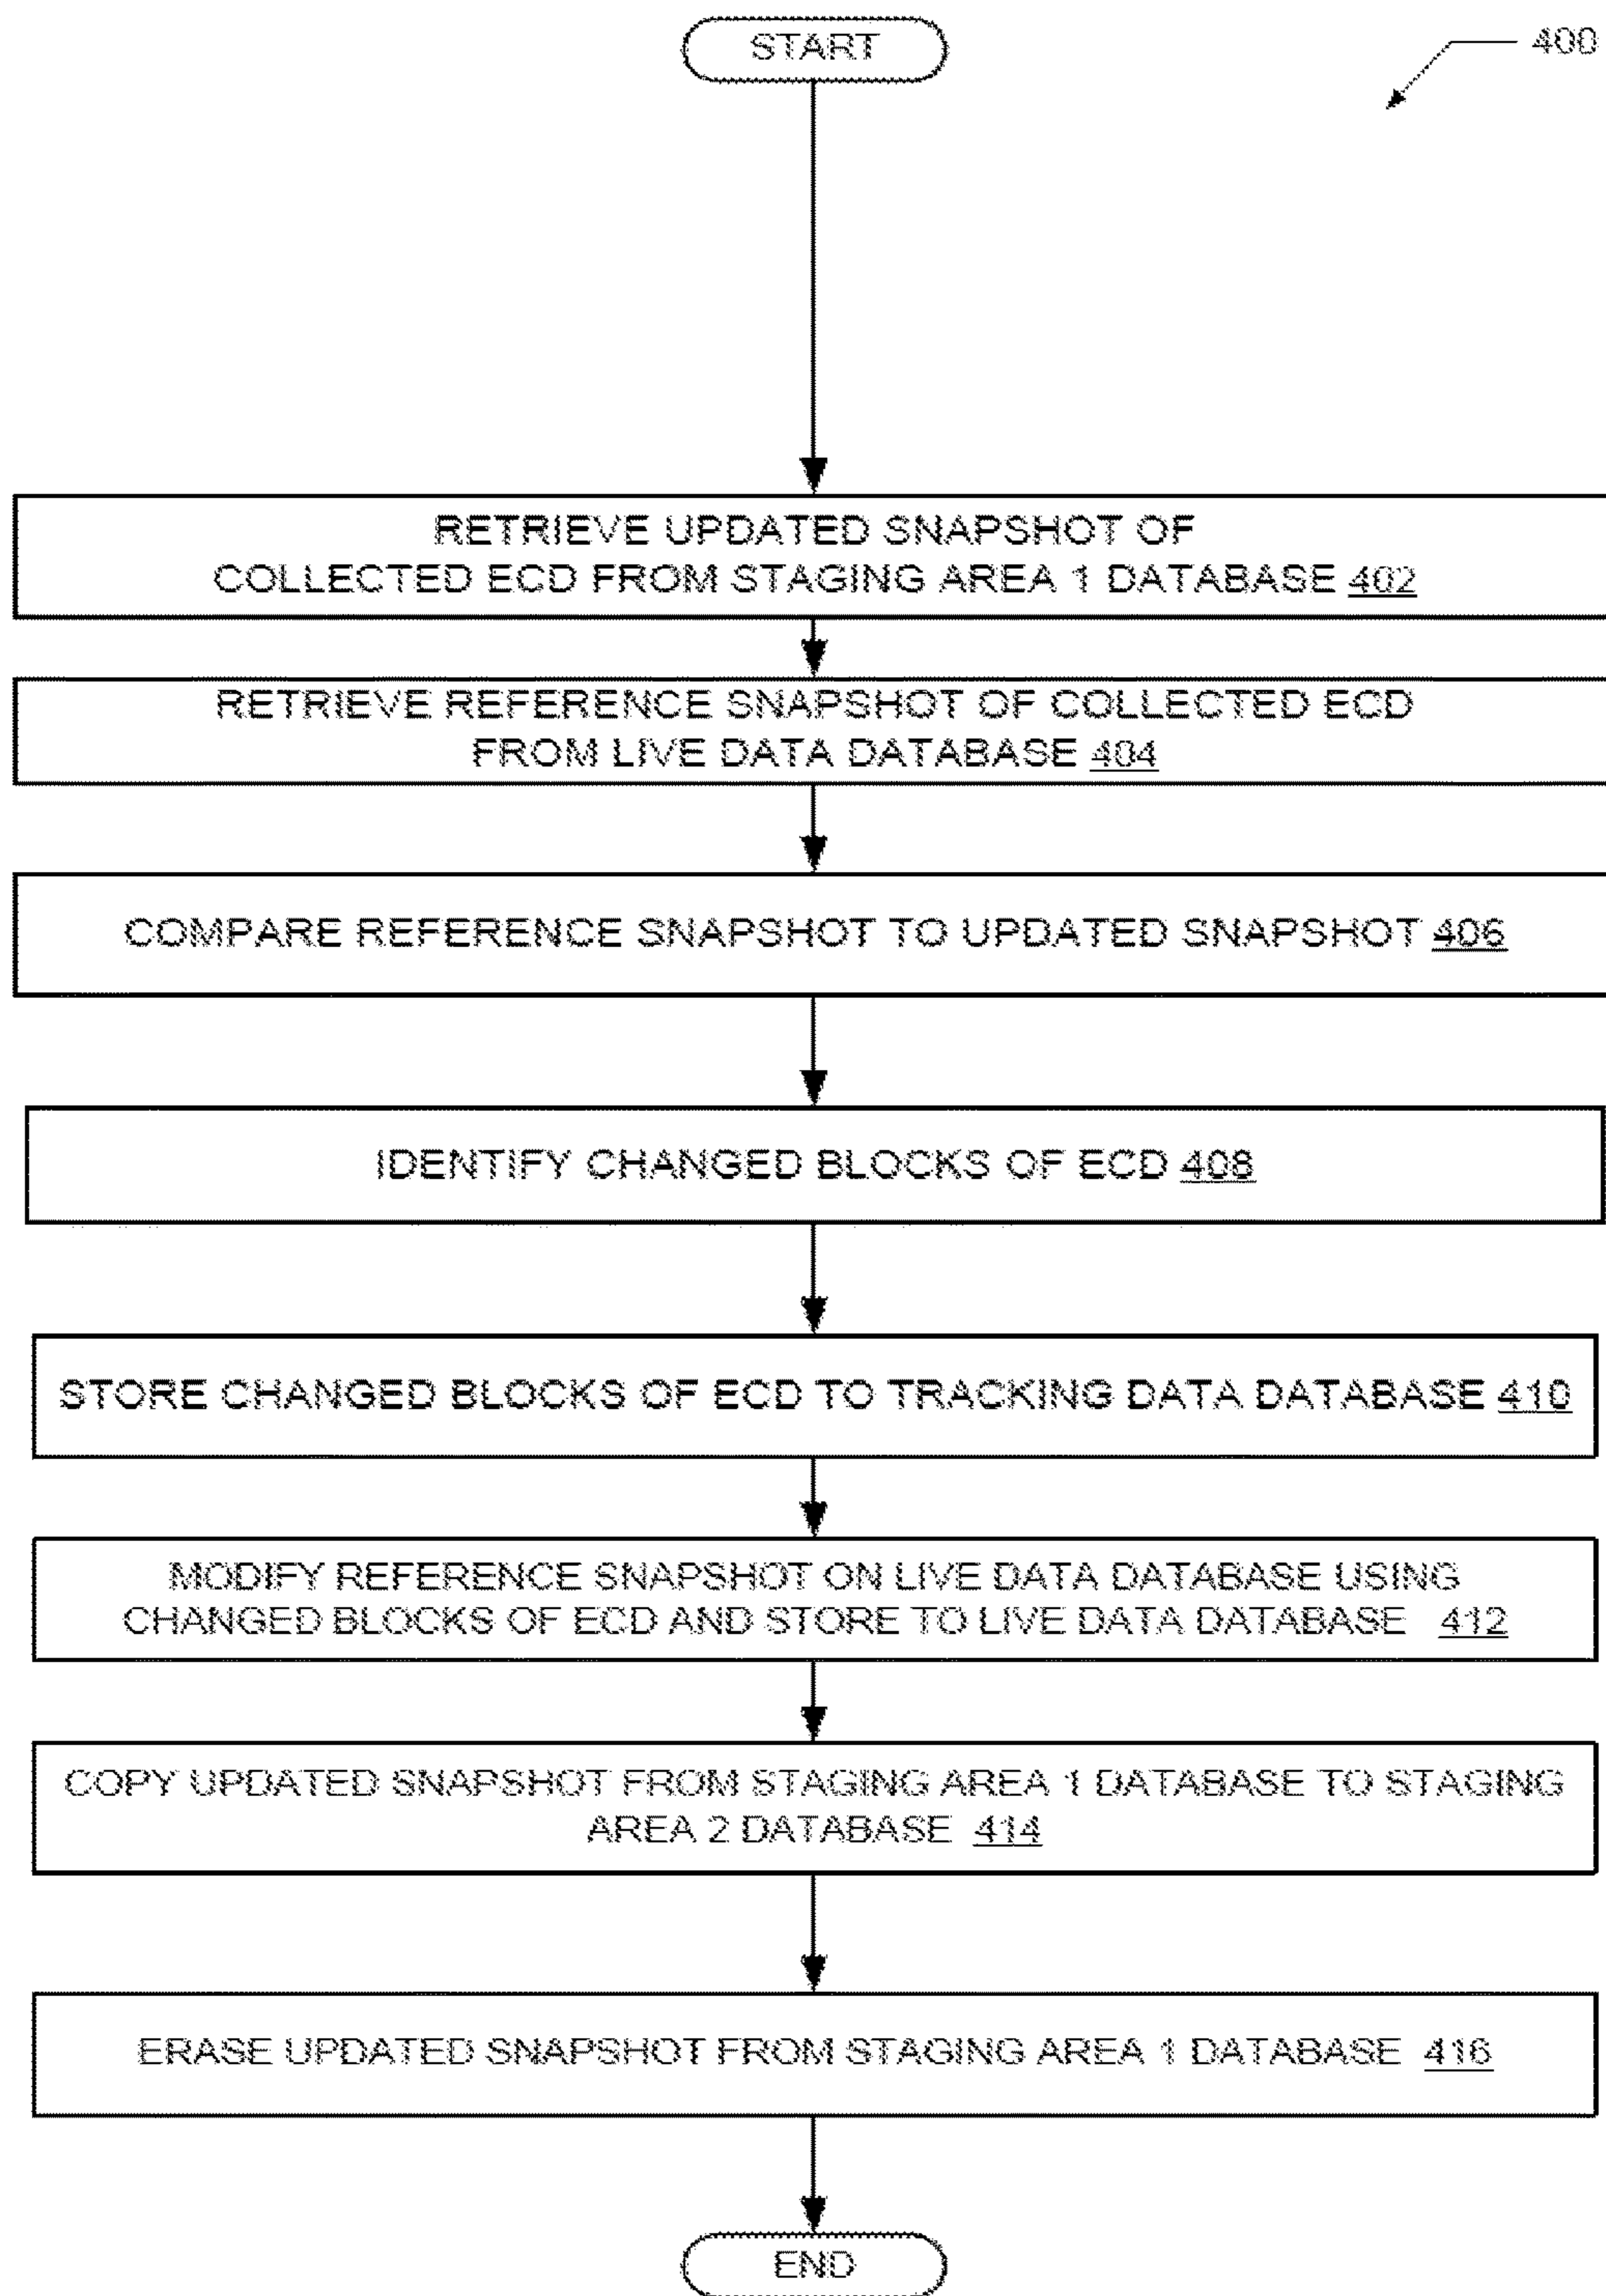 START
400
RETRIEVE UPDATED SNAPSHOT OF
COLLECTED ECD FROM STAGING AREA 1 DATABASE 402
RETRIEVE REFERENCE SNAPSHOT OF COLLECTED ECD
FROM LIVE DATA DATABASE 404
COMPARE REFERENCE SNAPSHOT TO UPDATED SNAPSHOT 406
IDENTIFY CHANGED BLOCKS OF ECD 408
STORE CHANGED BLOCKS OF ECD TO TRACKING DATA DATABASE 410
MODIFY REFERENCE SNAPSHOT ON LIVE DATA DATABASE USING
CHANGED BLOCKS OF ECD AND STORE TO LIVE DATA DATABASE 412
COPY UPDATED SNAPSHOT FROM STAGING AREA 1 DATABASE TO STAGING
AREA 2 DATABASE 414
ERASE UPDATED SNAPSHOT FROM STAGING AREA 1 DATABASE 416
END